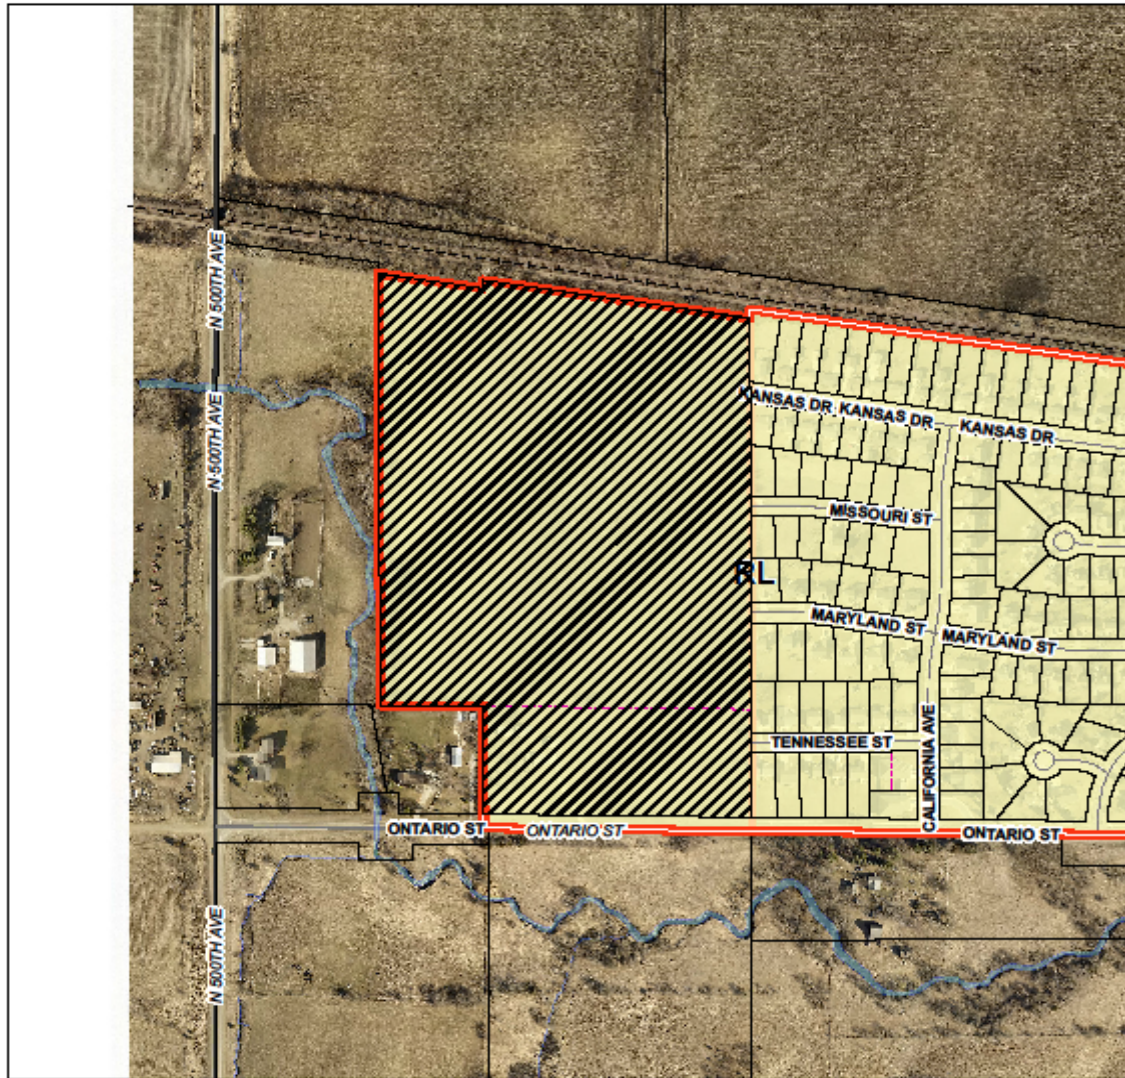 N 500TH AVE
N 500TH AVE
KANSAS DR
KANSAS DR
KANSAS DR
MISSOURI ST
RL
MARYLAND ST
MARYLAND ST
TENNESSEE ST
CALIFORNIA AVE
ONTARIO ST
ONTARIO ST
ONTARIO ST
N 500TH AVE